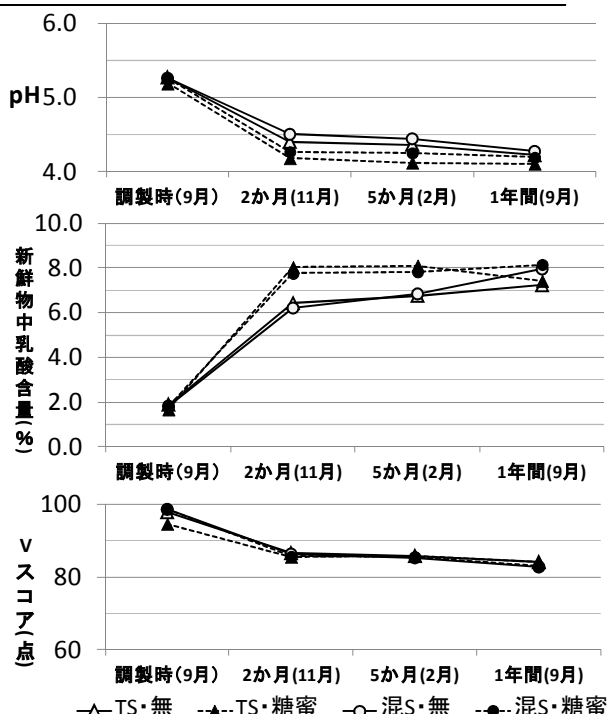 6.0
pH
5.0
4.0
調製時(9月) 2か月(11月) 5か月(2月) 1年間(9月)
10.0
8.0
6.0
4.0
2.0
0.0
新鮮物中乳酸含量(%)
調製時(9月) 2か月(11月) 5か月(2月) 1年間(9月)
100
80
60
Vスコア(点)
調製時(9月) 2か月(11月) 5か月(2月) 1年間(9月)
TS・無 TS・糖蜜 混S・無 混S・糖蜜